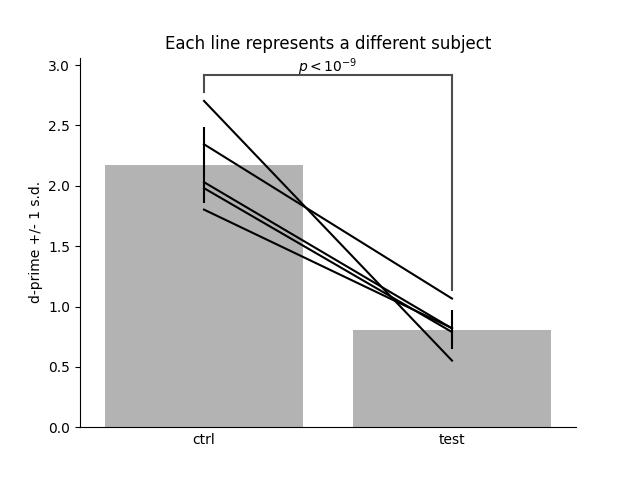 Each line represents a different subject
p < 10⁻⁹
3.0
2.5
2.0
1.5
1.0
0.5
0.0
d-prime +/- 1 s.d.
ctrl
test